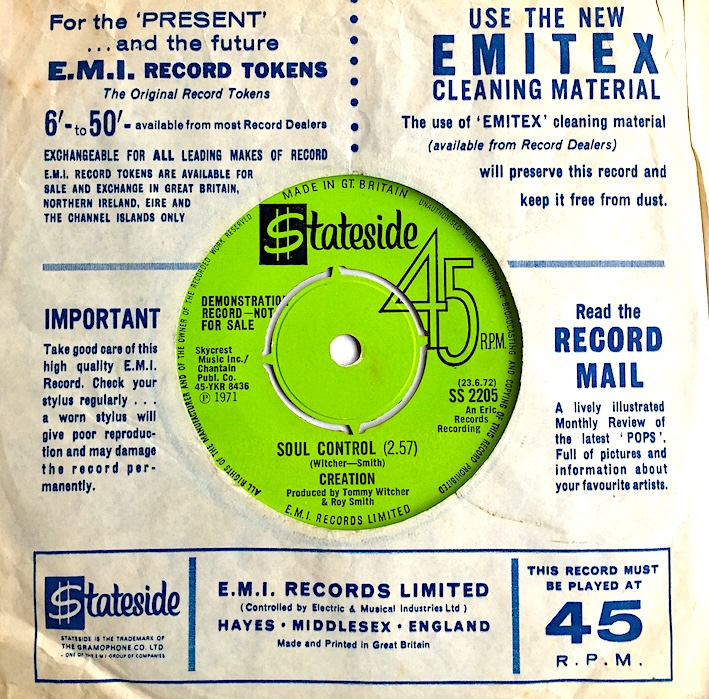 For the 'PRESENT'
...and the future
E.M.I. RECORD TOKENS
The Original Record Tokens
6'- to 50'- available from most Record Dealers
EXCHANGEABLE FOR ALL LEADING MAKES OF RECORD
E.M.I. RECORD TOKENS ARE AVAILABLE FOR
SALE AND EXCHANGE IN GREAT BRITAIN,
NORTHERN IRELAND, EIRE AND
THE CHANNEL ISLANDS ONLY
USE THE NEW
EMITEX
CLEANING MATERIAL
The use of 'EMITEX' cleaning material
(available from Record Dealers)
will preserve this record and
keep it free from dust.
IMPORTANT
Take good care of this
high quality E.M.I.
Record. Check your
stylus regularly . . .
a worn stylus will
give poor reproduc-
tion and may damage
the record per-
manently.
MADE IN GT. BRITAIN
UNAUTHORISED PUBLIC PERFORMANCE BROADCASTING AND COPYING OF THIS RECORD PROHIBITED
ALL RIGHTS OF THE MANUFACTURER AND OF THE OWNER OF THE RECORDED WORK RESERVED
$tateside
45
R.P.M.
DEMONSTRATION
RECORD—NOT
FOR SALE
Skycrest
Music Inc./
Chantain
Publ. Co.
45-YKR 8436
℗ 1971
(23.6.72)
SS 2205
An Eric
Records
Recording
SOUL CONTROL (2.57)
(Witcher—Smith)
CREATION
Produced by Tommy Witcher
& Roy Smith
E.M.I. RECORDS LIMITED
Read the
RECORD
MAIL
A lively illustrated
Monthly Review of
the latest 'POPS'.
Full of pictures and
information about
your favourite artists.
$tateside
STATESIDE IS THE TRADEMARK OF
THE GRAMOPHONE CO. LTD
- ONE OF THE E M I GROUP OF COMPANIES
E.M.I. RECORDS LIMITED
(Controlled by Electric & Musical Industries Ltd)
HAYES • MIDDLESEX • ENGLAND
Made and Printed in Great Britain
THIS RECORD MUST
BE PLAYED AT
45
R.P.M.